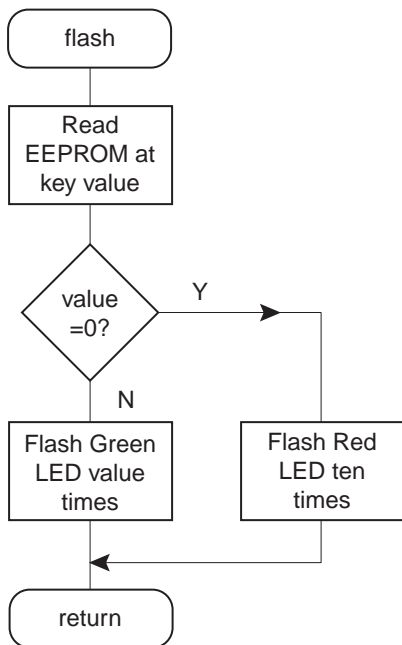 flash
Read
EEPROM at
key value
value
=0?
Y
N
Flash Green
LED value
times
Flash Red
LED ten
times
return